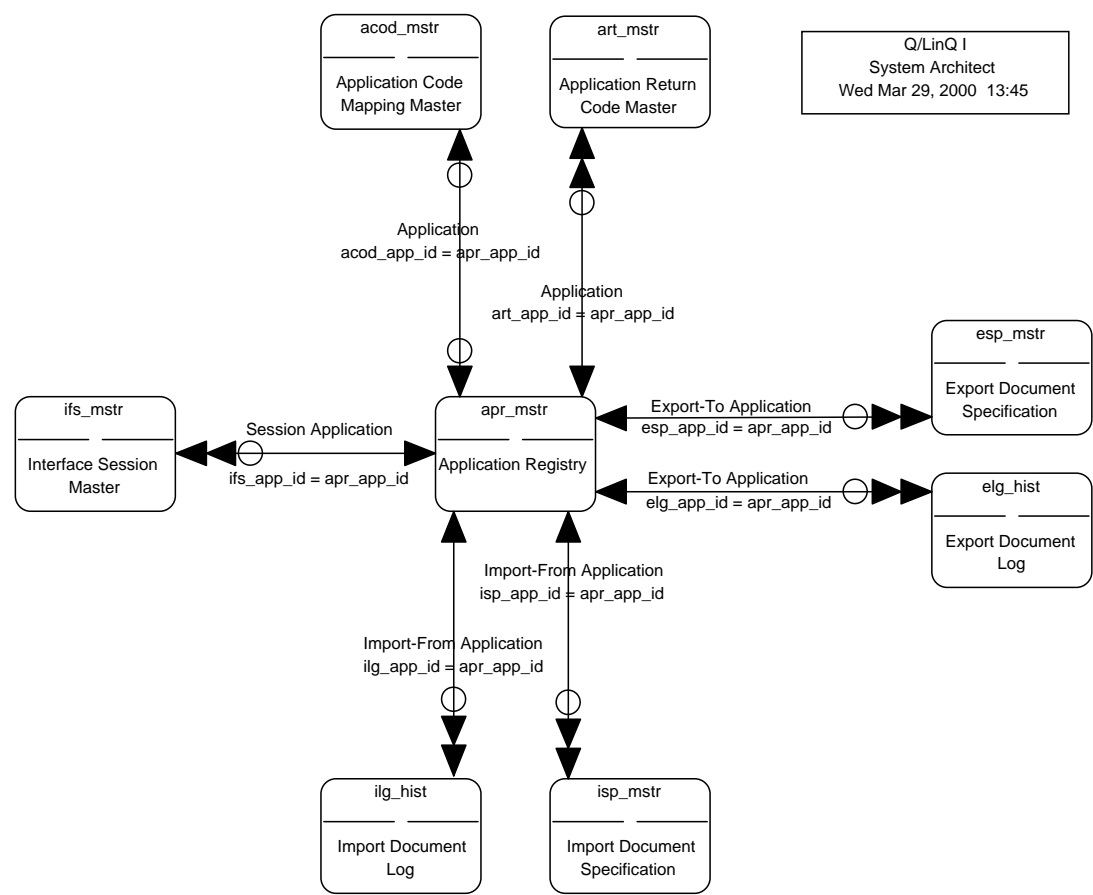 acod_mstr
Application Code
Mapping Master
art_mstr
Application Return
Code Master
Q/LinQ I
System Architect
Wed Mar 29, 2000  13:45
Application
acod_app_id = apr_app_id
Application
art_app_id = apr_app_id
esp_mstr
Export Document
Specification
ifs_mstr
Interface Session
Master
Session Application
ifs_app_id = apr_app_id
apr_mstr
Application Registry
Export-To Application
esp_app_id = apr_app_id
Export-To Application
elg_app_id = apr_app_id
elg_hist
Export Document
Log
Import-From Application
isp_app_id = apr_app_id
Import-From Application
ilg_app_id = apr_app_id
ilg_hist
Import Document
Log
isp_mstr
Import Document
Specification